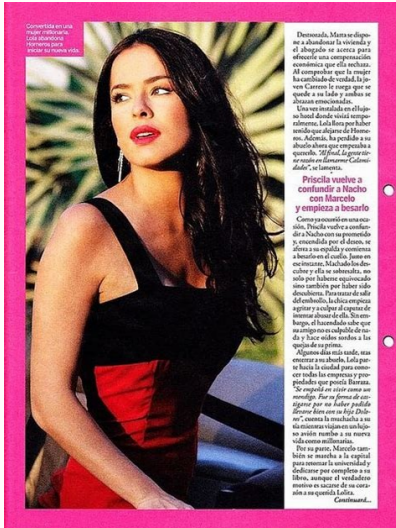 Convertida en una
mujer millonaria,
Lola abandona
Horneros para
iniciar su nueva vida.
Destrozada, Marta se dispo-
ne a abandonar la vivienda y
el abogado se acerca para
ofrecerle una compensación
económica que ella rechaza.
Al comprobar que la mujer
ha cambiado de verdad, la jo-
ven Carrero le ruega que se
quede a su lado y ambas se
abrazan emocionadas.
Una vez instalada en el lujo-
so hotel donde vivirá tempo-
ralmente, Lola llora por haber
tenido que alejarse de Horne-
ros. Además, ha perdido a su
abuelo ahora que empezaba a
quererlo. "Al final, la gente tie-
ne razón en llamarme Calami-
dades", se lamenta.
Priscila vuelve a
confundir a Nacho
con Marcelo
y empieza a besarlo
Como ya ocurrió en una oca-
sión, Priscila vuelve a confun-
dir a Nacho con su prometido
y, encendida por el deseo, se
aferra a su espalda y comienza
a besarlo en el cuello. Justo en
ese instante, Machado los des-
cubre y ella se sobresalta, no
solo por haberse equivocado
sino también por haber sido
descubierta. Para tratar de salir
del embrollo, la chica empieza
a gritar y a culpar al capataz de
intentar abusar de ella. Sin em-
bargo, el hacendado sabe que
su amigo no es culpable de na-
da y hace oídos sordos a las
quejas de su prima.
Algunos días más tarde, tras
enterrar a su abuelo, Lola par-
te hacia la ciudad para cono-
cer todas las empresas y pro-
piedades que poseía Barrata.
"Se empeñó en vivir como un
mendigo. Fue su forma de cas-
tigarse por no haber podido
llevarse bien con su hija Dolo-
res", cuenta la muchacha a su
tía mientras viajan en un lujo-
so avión rumbo a su nueva
vida como millonarias.
Por su parte, Marcelo tam-
bién se marcha a la capital
para retomar la universidad y
dedicarse por completo a su
libro, aunque el verdadero
motivo es sacarse de su cora-
zón a su querida Lolita.
Continuará...